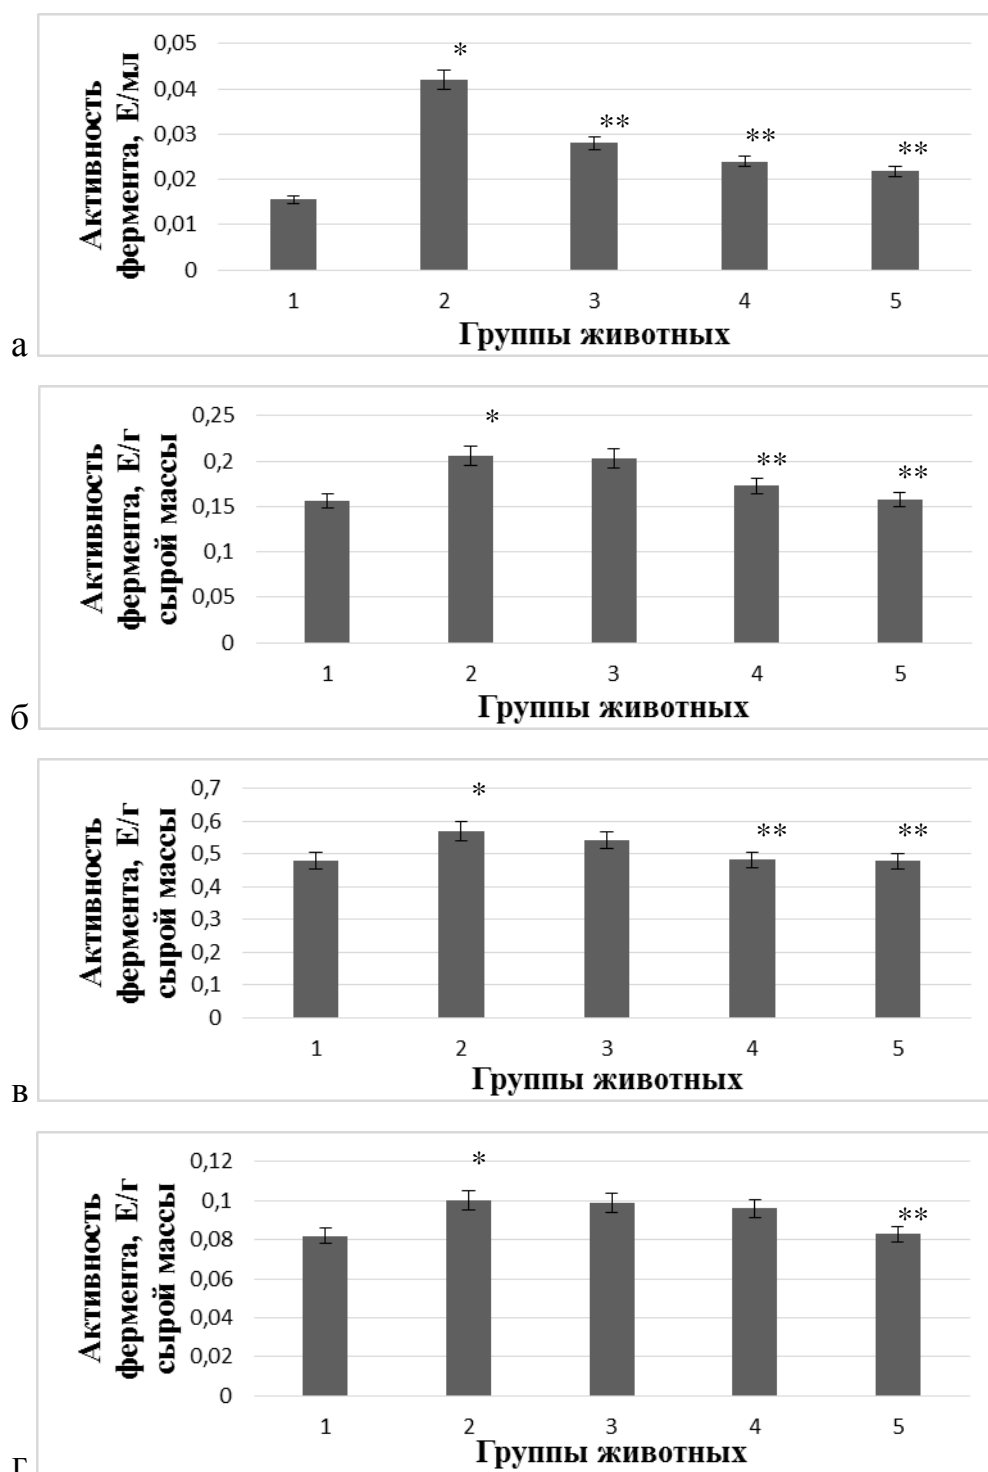 Активность
фермента, Е/мл
0,05
0,04
0,03
0,02
0,01
0
*
**
**
**
1 2 3 4 5
Группы животных
а
Активность
фермента, Е/г
сырой массы
0,25
0,2
0,15
0,1
0,05
0
*
**
**
1 2 3 4 5
Группы животных
б
Активность
фермента, Е/г
сырой массы
0,7
0,6
0,5
0,4
0,3
0,2
0,1
0
*
**
**
1 2 3 4 5
Группы животных
в
Активность
фермента, Е/г
сырой массы
0,12
0,1
0,08
0,06
0,04
0,02
0
*
**
1 2 3 4 5
Группы животных
г